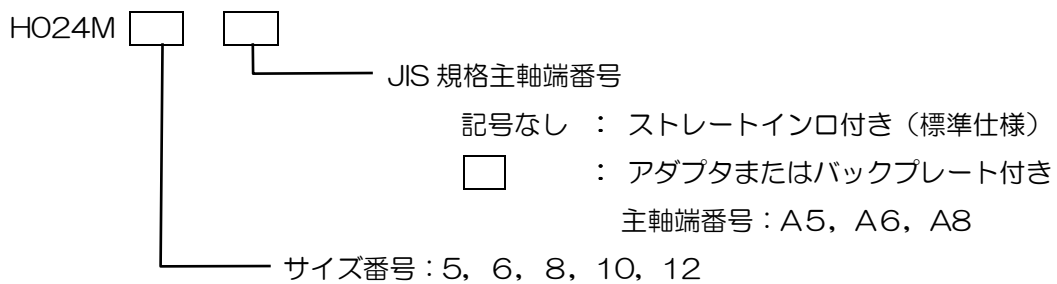 HO24M
JIS 規格主軸端番号
記号なし : ストレートインロ付き（標準仕様）
: アダプタまたはバックプレート付き
主軸端番号：A5，A6，A8
サイズ番号：5，6，8，10，12